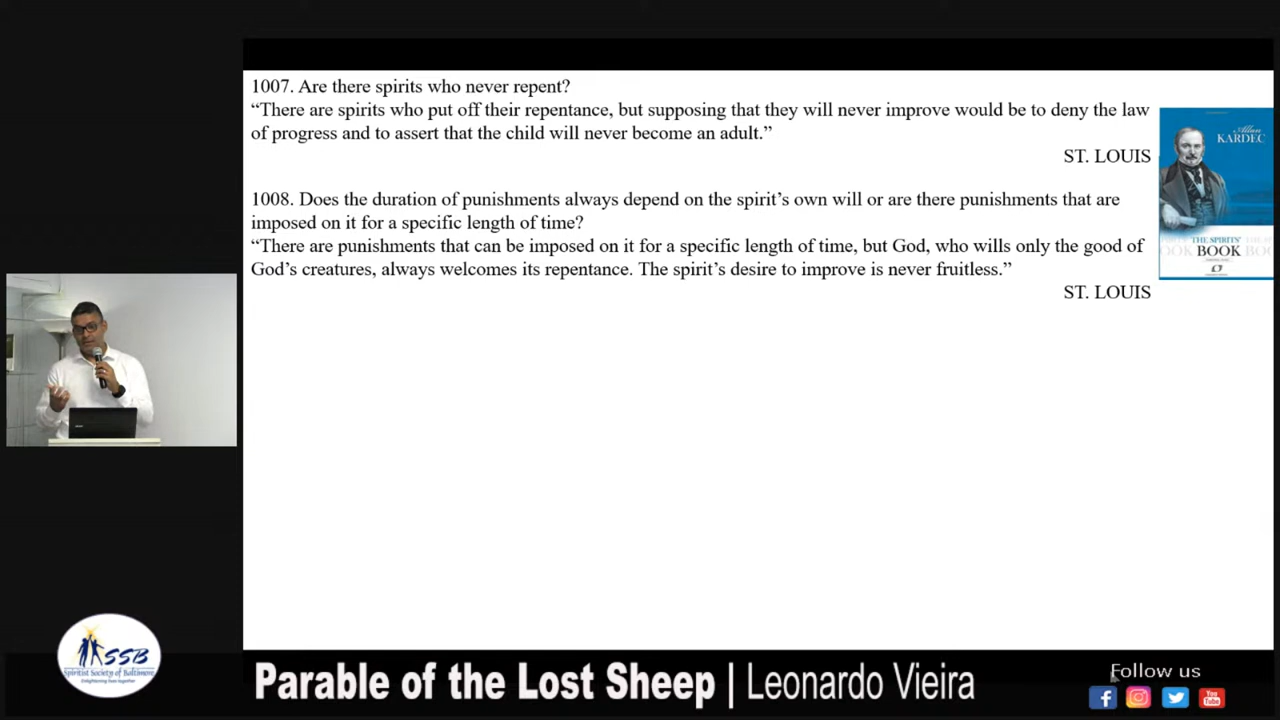 1007. Are there spirits who never repent?
“There are spirits who put off their repentance, but supposing that they will never improve would be to deny the law
of progress and to assert that the child will never become an adult.”
ST. LOUIS
1008. Does the duration of punishments always depend on the spirit’s own will or are there punishments that are
imposed on it for a specific length of time?
“There are punishments that can be imposed on it for a specific length of time, but God, who wills only the good of
God’s creatures, always welcomes its repentance. The spirit’s desire to improve is never fruitless.”
ST. LOUIS
Allan
KARDEC
THE SPIRITS'
BOOK
SSB
Spiritist Society of Baltimore
Enlightening lives together
Parable of the Lost Sheep | Leonardo Vieira
Follow us
You
Tube